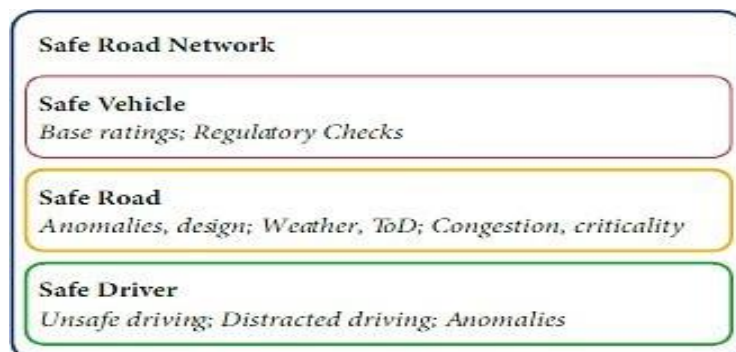 Safe Road Network
Safe Vehicle
Base ratings; Regulatory Checks
Safe Road
Anomalies, design; Weather, ToD; Congestion, criticality
Safe Driver
Unsafe driving; Distracted driving; Anomalies